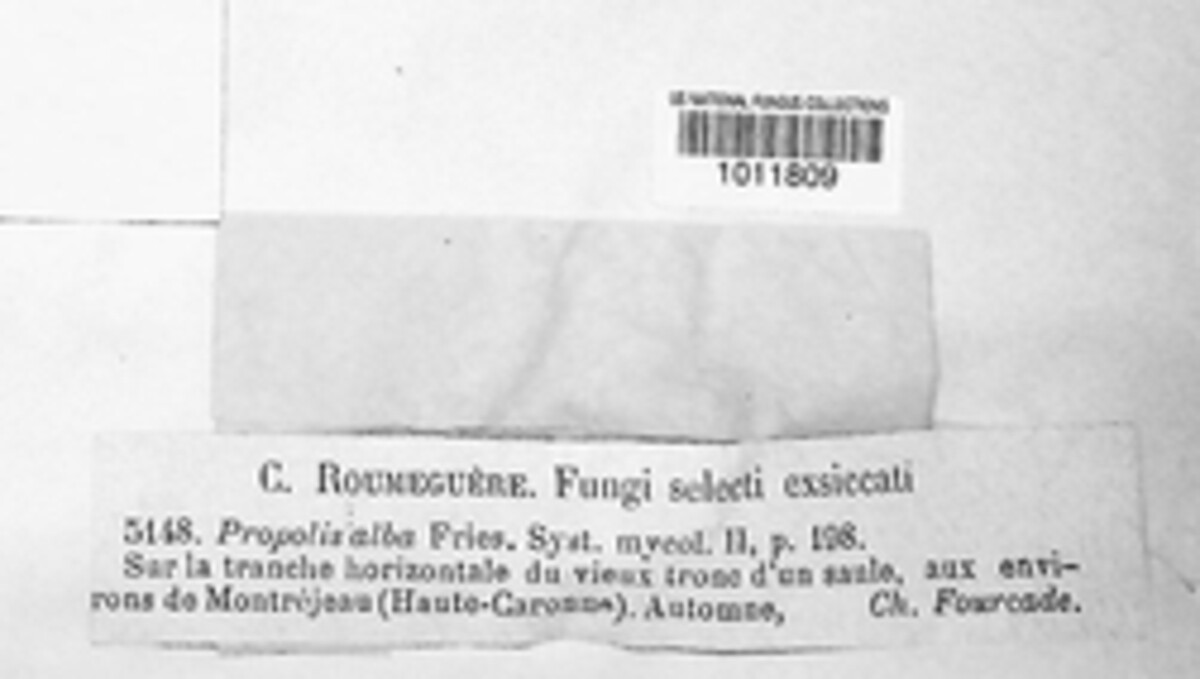 US NATIONAL FUNGUS COLLECTIONS
1011809
C. ROUMEGUÈRE. Fungi selecti exsiccati
5148. Propolis alba Fries. Syst. mycol. II, p. 198.
Sur la tranche horizontale du vieux tronc d'un saule, aux envi-
rons de Montréjeau (Haute-Garonne). Automne, Ch. Fourcade.